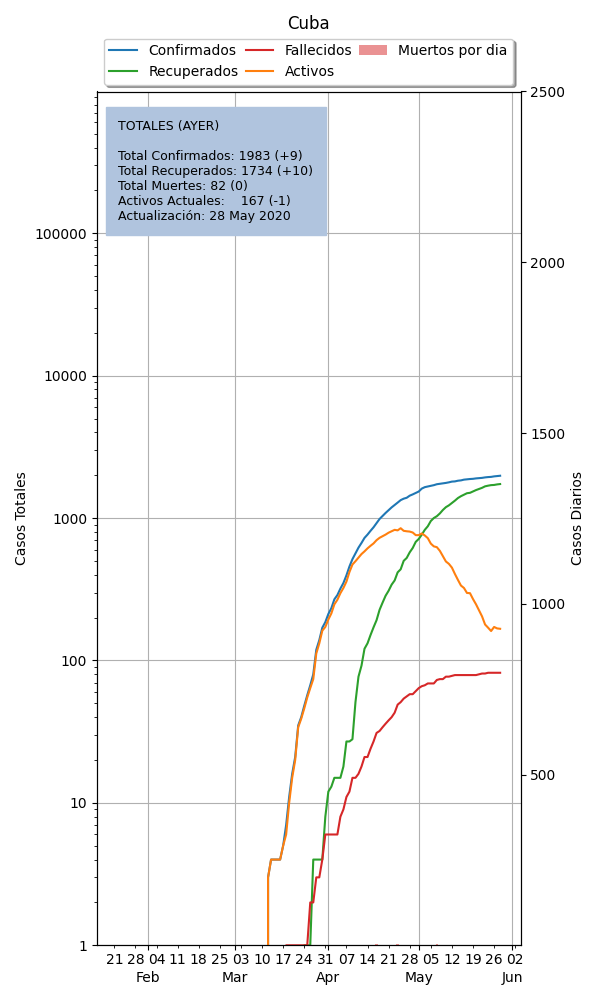 Cuba
Confirmados Fallecidos Muertos por dia
Recuperados Activos
TOTALES (AYER)
Total Confirmados: 1983 (+9)
Total Recuperados: 1734 (+10)
Total Muertes: 82 (0)
Activos Actuales: 167 (-1)
Actualización: 28 May 2020
Casos Totales
100000
10000
1000
100
10
1
2500
2000
1500
1000
500
Casos Diarios
21 28 04 11 18 25 03 10 17 24 31 07 14 21 28 05 12 19 26 02
Feb Mar Apr May Jun